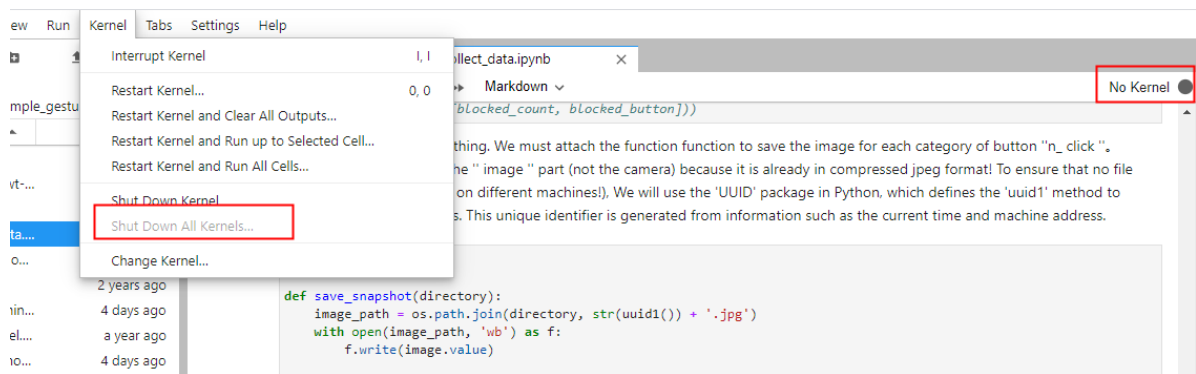 ew Run Kernel Tabs Settings Help
Interrupt Kernel I, I
ollect_data.ipynb
Restart Kernel... 0, 0
Markdown
No Kernel
mple_gestu
Restart Kernel and Clear All Outputs...
blocked_count, blocked_button]))
Restart Kernel and Run up to Selected Cell...
thing. We must attach the function function to save the image for each category of button ''n_ click ''。
Restart Kernel and Run All Cells...
he '' image '' part (not the camera) because it is already in compressed jpeg format! To ensure that no file
vt-...
on different machines!), We will use the 'UUID' package in Python, which defines the 'uuid1' method to
Shut Down Kernel
s. This unique identifier is generated from information such as the current time and machine address.
Shut Down All Kernels...
ta....
o...
Change Kernel...
2 years ago
def save_snapshot(directory):
nin... 4 days ago
image_path = os.path.join(directory, str(uuid1()) + '.jpg')
with open(image_path, 'wb') as f:
el.... a year ago
f.write(image.value)
no... 4 days ago